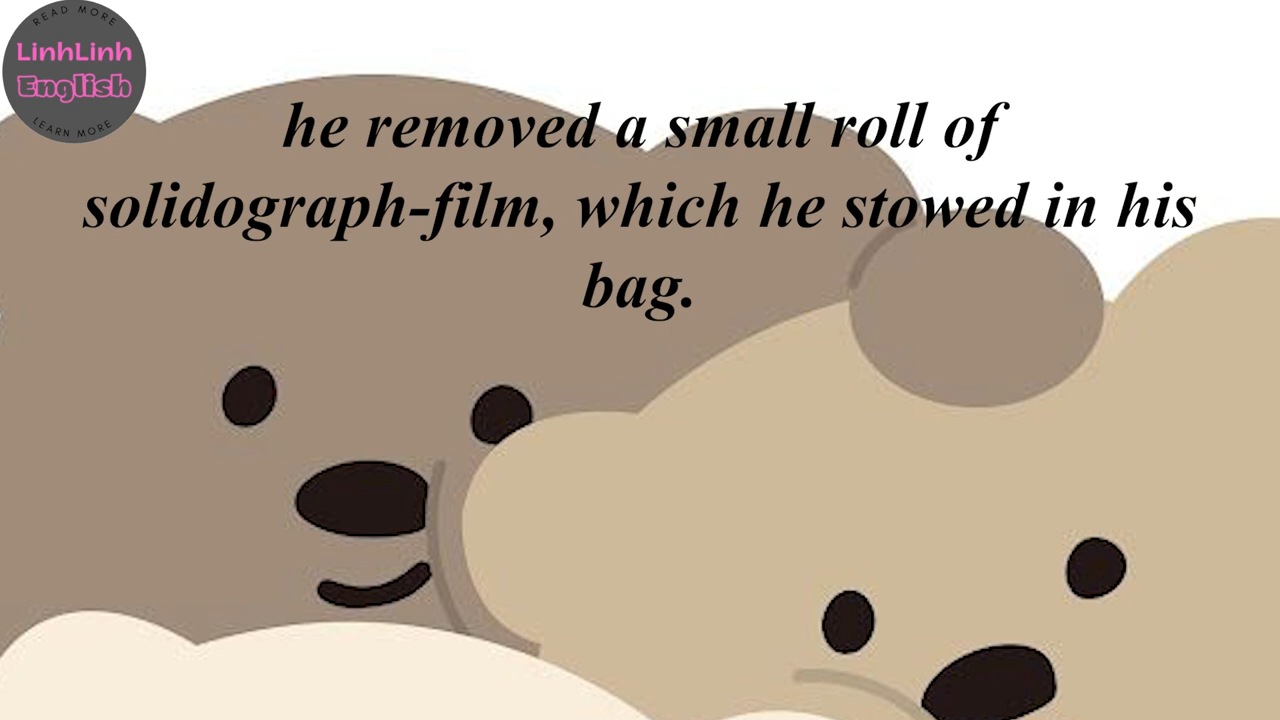 READ MORE
LinhLinh
English
LEARN MORE
he removed a small roll of
solidograph-film, which he stowed in his
bag.